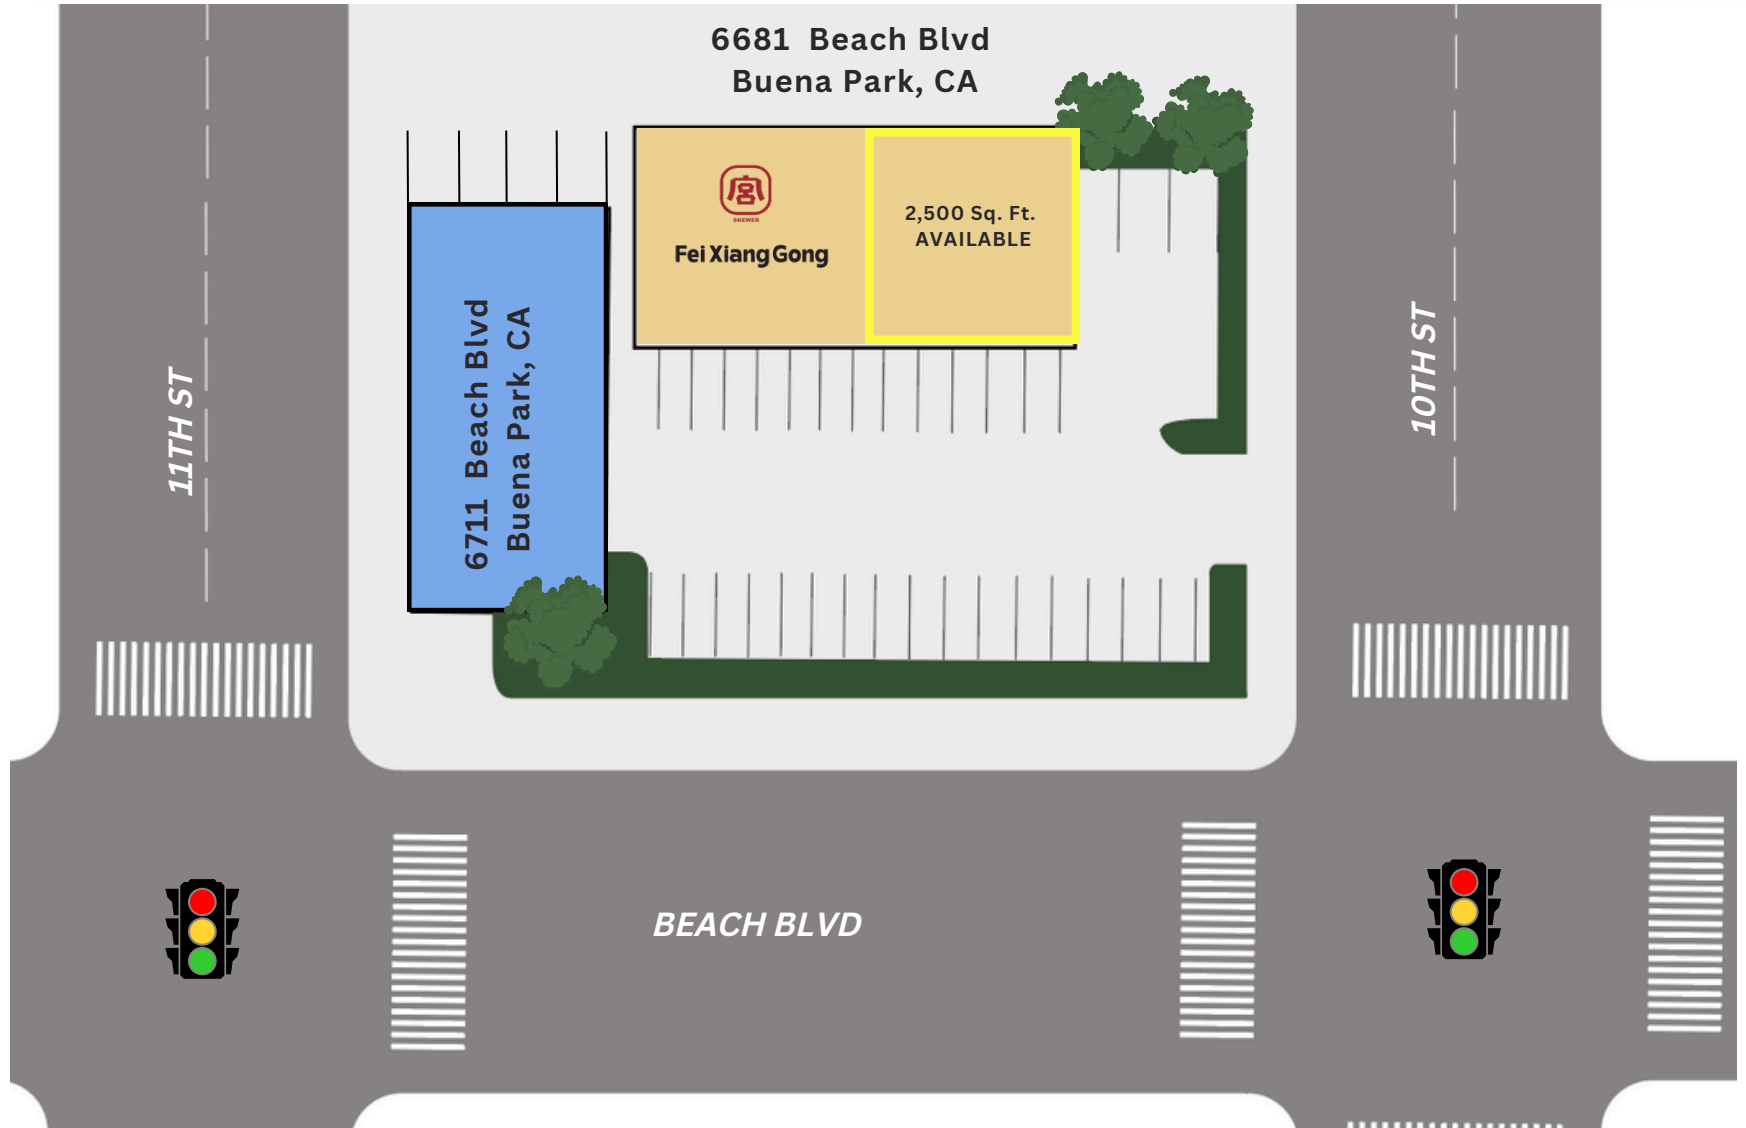 6681 Beach Blvd
Buena Park, CA
宮
SKEWER
Fei Xiang Gong
2,500 Sq. Ft.
AVAILABLE
6711 Beach Blvd
Buena Park, CA
11TH ST
10TH ST
BEACH BLVD